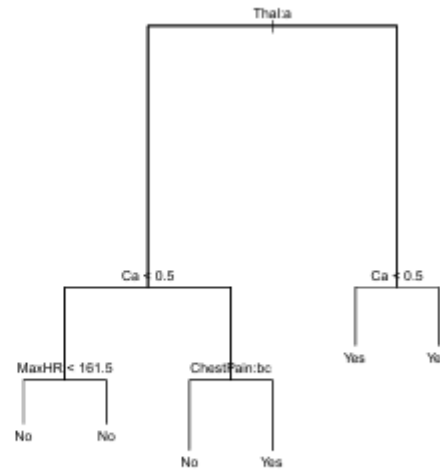 Thal:a
Ca < 0.5
Ca < 0.5
MaxHR < 161.5
ChestPain:bc
Yes
No
No
No
Yes